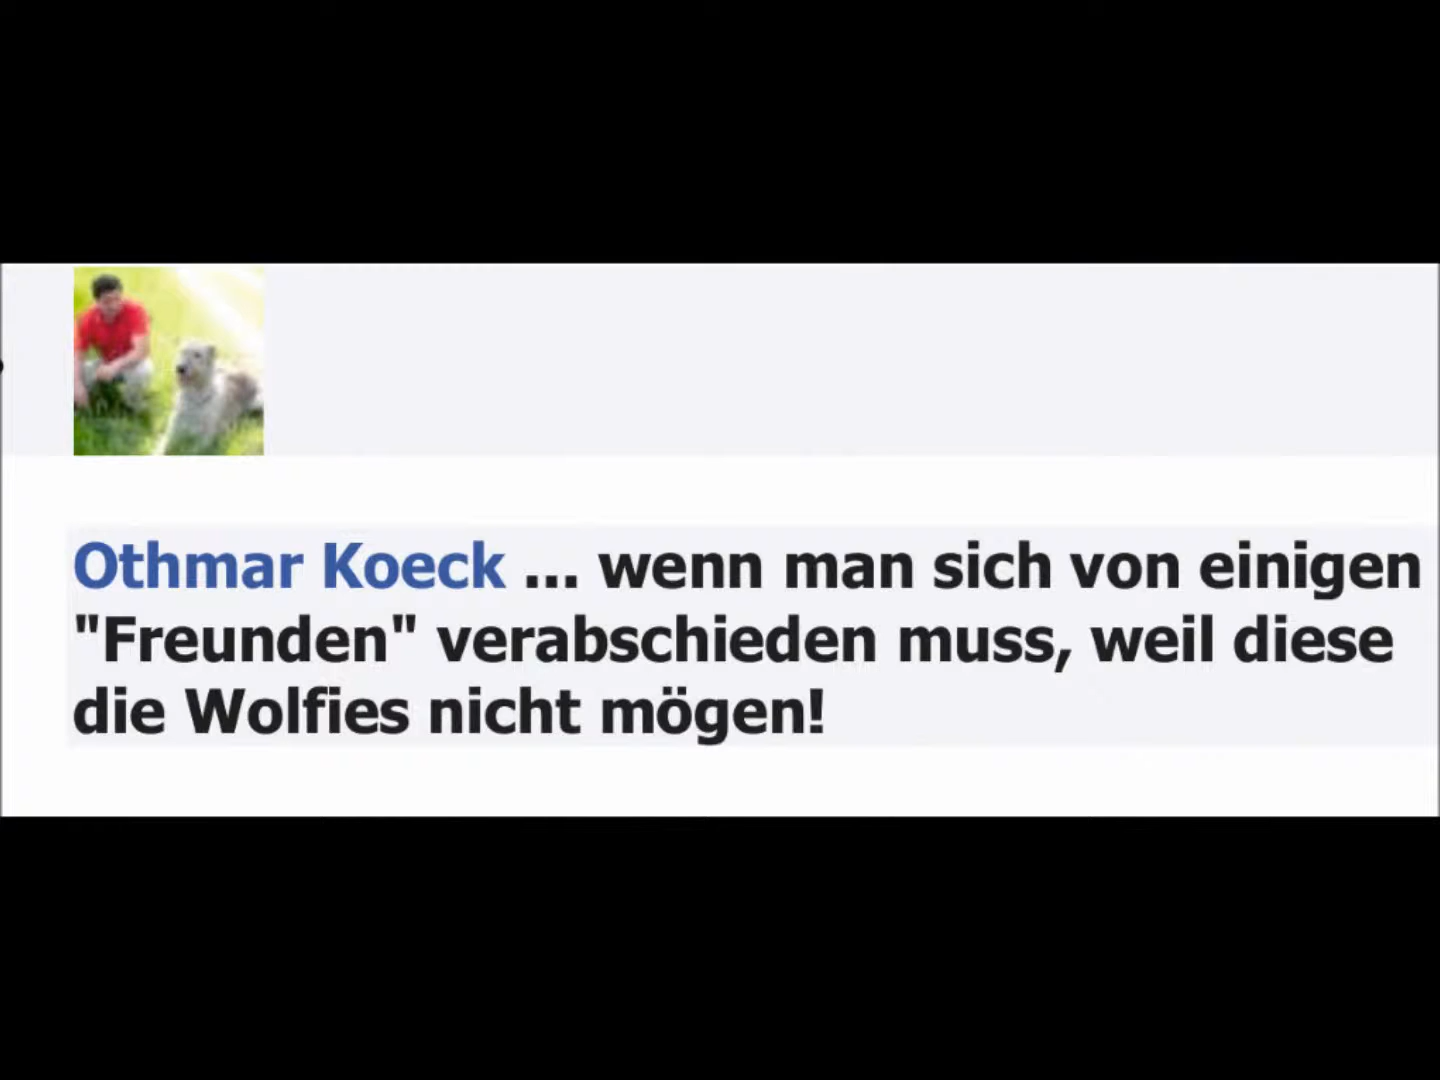 Othmar Koeck ... wenn man sich von einigen
"Freunden" verabschieden muss, weil diese
die Wolfies nicht mögen!